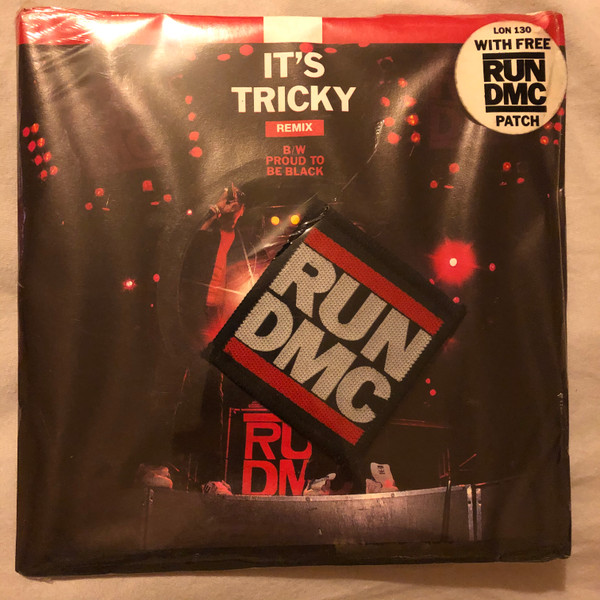 IT'S
TRICKY
REMIX
B/W
PROUD TO
BE BLACK
LON 130
WITH FREE
RUN
DMC
PATCH
RUN
DMC
RU
DM